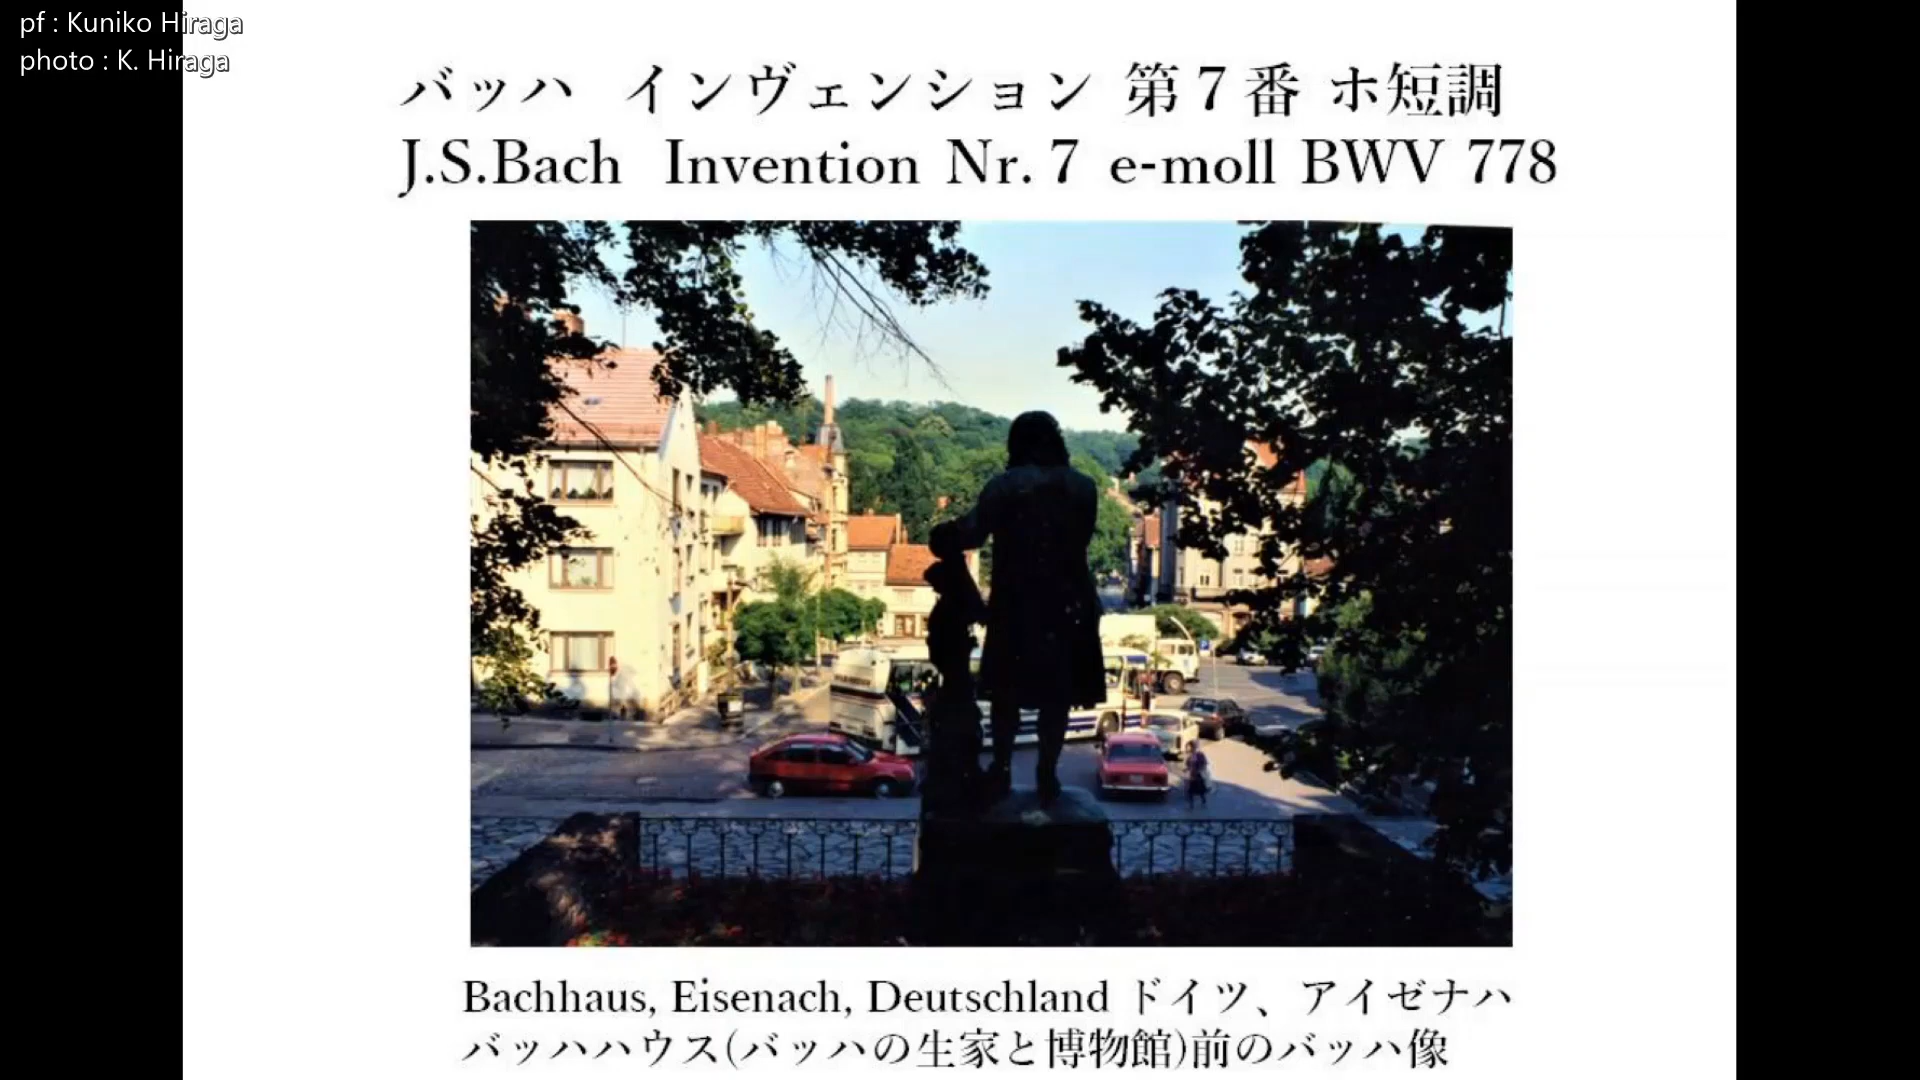 pf : Kuniko Hiraga
photo : K. Hiraga
バッハ インヴェンション 第７番 ホ短調
J.S.Bach Invention Nr. 7 e-moll BWV 778
Bachhaus, Eisenach, Deutschland ドイツ、アイゼナハ
バッハハウス(バッハの生家と博物館)前のバッハ像